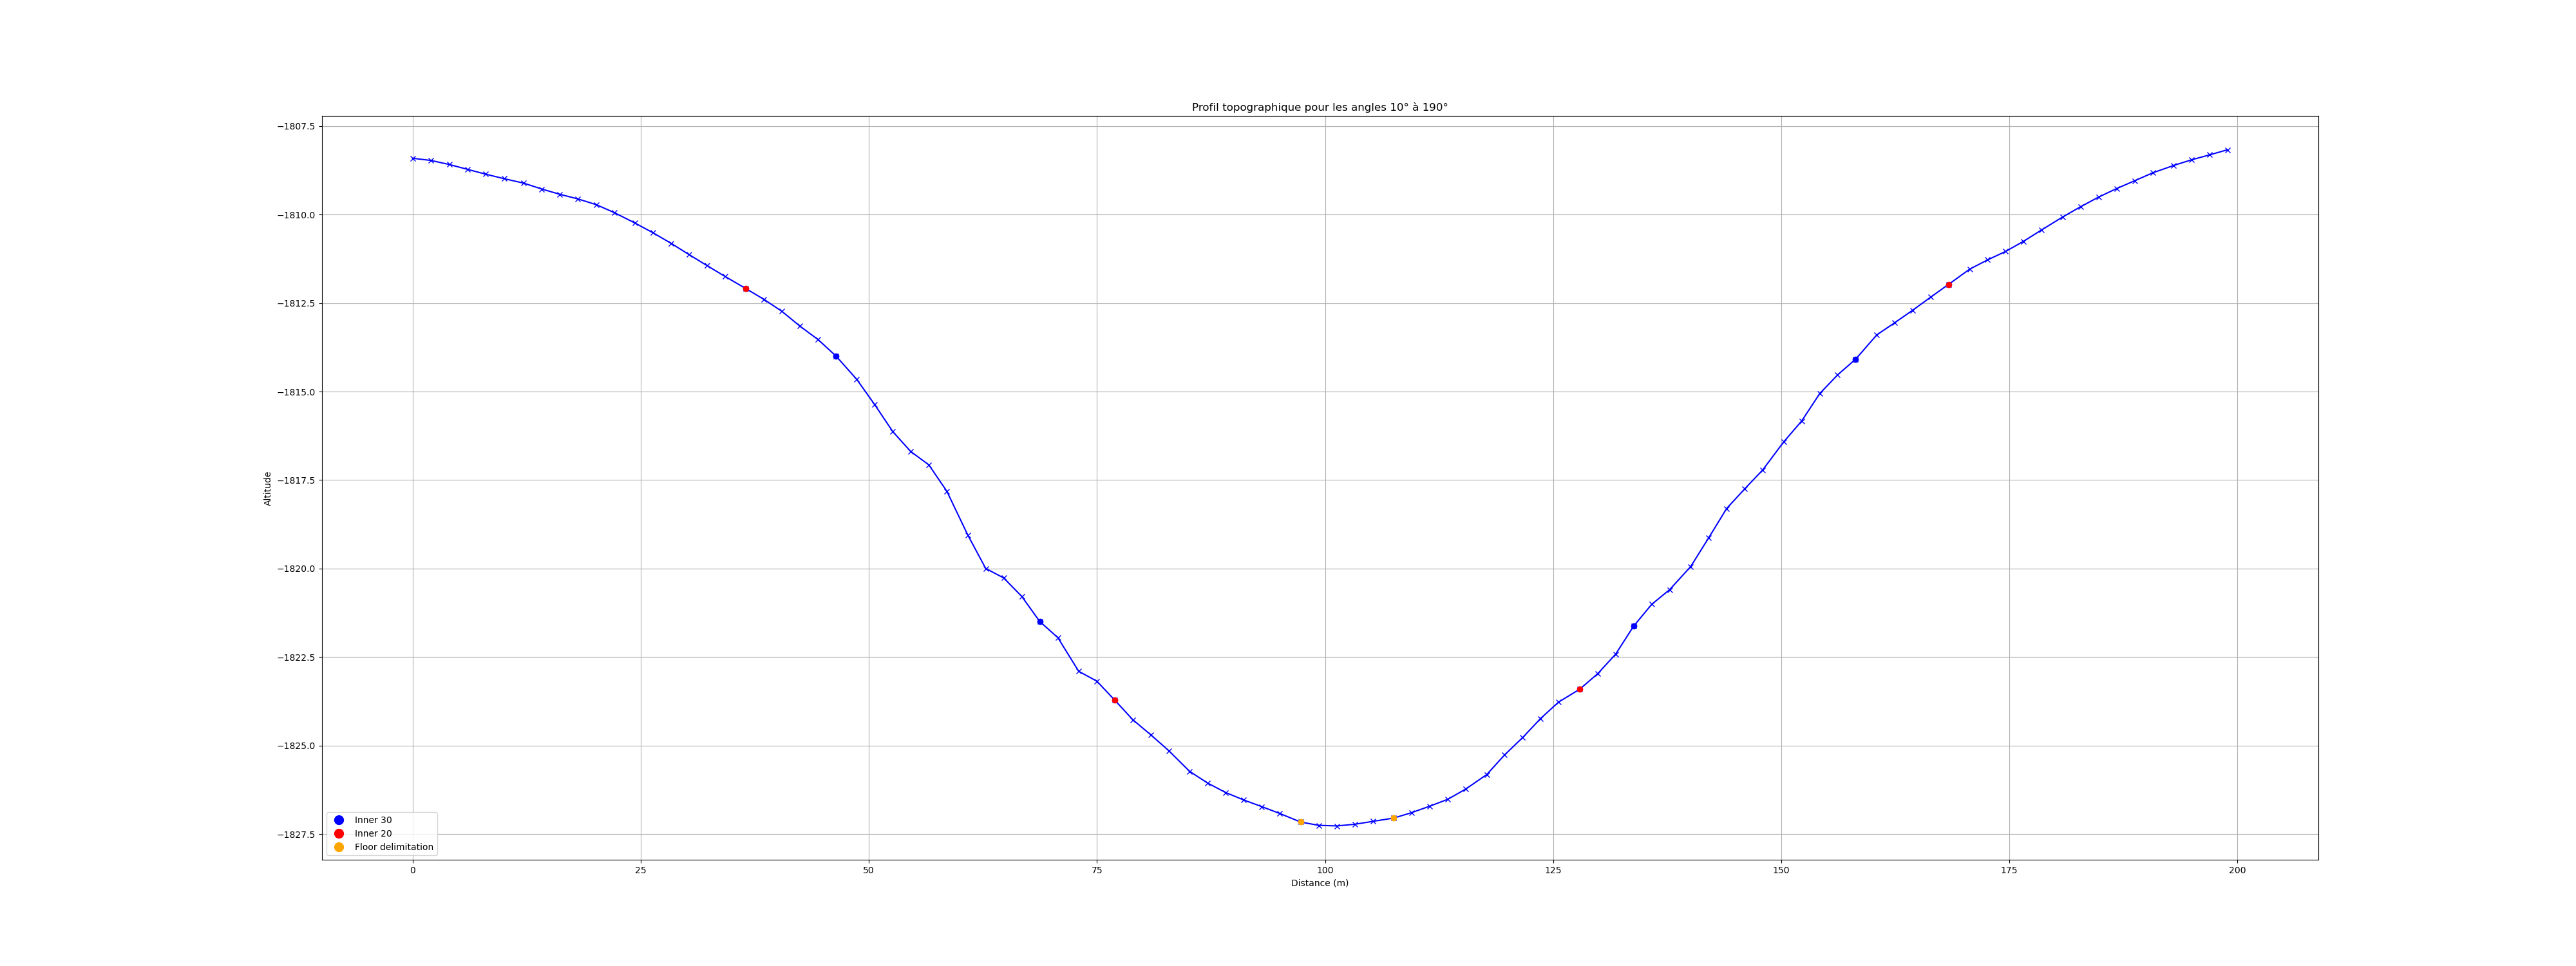 Profil topographique pour les angles 10° à 190°
−1807.5
−1810.0
−1812.5
−1815.0
−1817.5
−1820.0
−1822.5
−1825.0
−1827.5
Altitude
Inner 30
Inner 20
Floor delimitation
0 25 50 75 100 125 150 175 200
Distance (m)